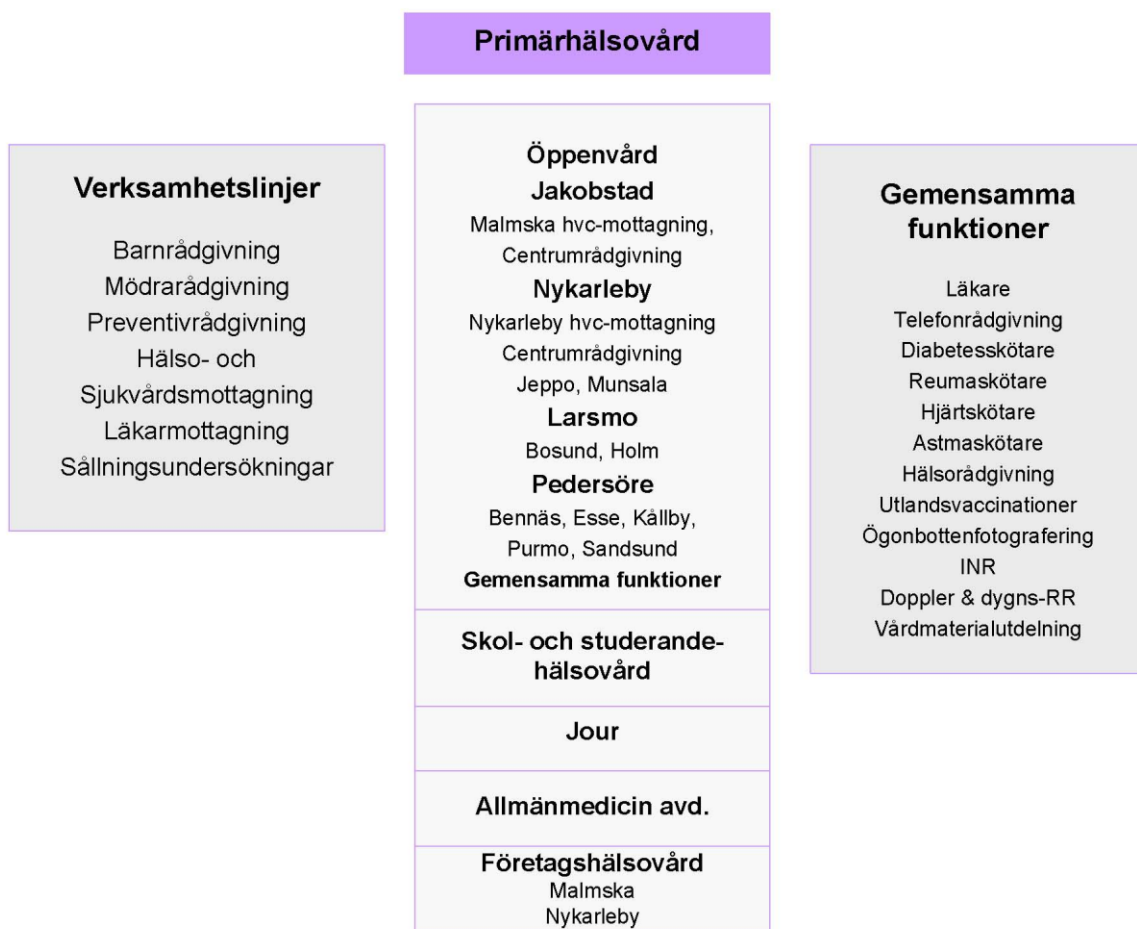 Primärhälsovård
Verksamhetslinjer
Barnrådgivning
Mödrarådgivning
Preventivrådgivning
Hälso- och
Sjukvårdsmottagning
Läkarmottagning
Sållningsundersökningar
Öppenvård
Jakobstad
Malmska hvc-mottagning,
Centrumrådgivning
Nykarleby
Nykarleby hvc-mottagning
Centrumrådgivning
Jeppo, Munsala
Larsmo
Bosund, Holm
Pedersöre
Bennäs, Esse, Kållby,
Purmo, Sandsund
Gemensamma funktioner
Skol- och studerande-
hälsovård
Jour
Allmänmedicin avd.
Företagshälsovård
Malmska
Nykarleby
Gemensamma
funktioner
Läkare
Telefonrådgivning
Diabetesskötare
Reumaskötare
Hjärtskötare
Astmaskötare
Hälsorådgivning
Utlandsvaccinationer
Ögonbottenfotografering
INR
Doppler & dygns-RR
Vårdmaterialutdelning